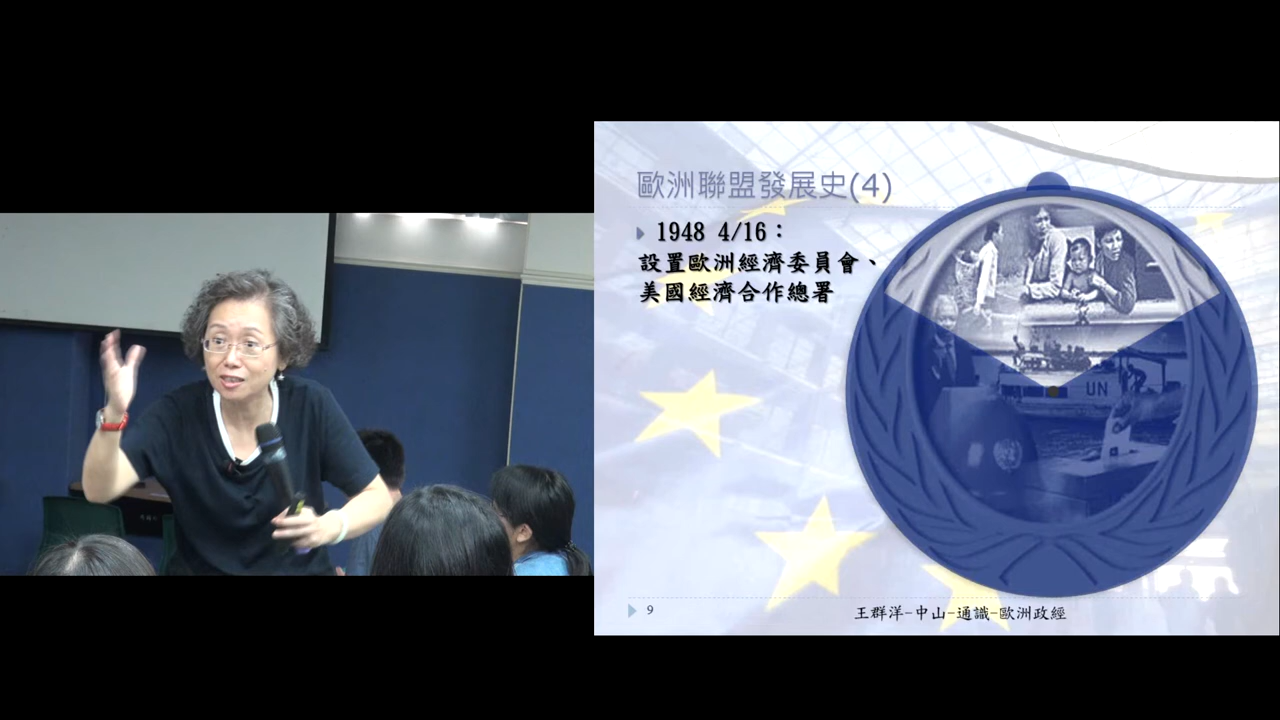 歐洲聯盟發展史(4)
1948 4/16：
設置歐洲經濟委員會、
美國經濟合作總署
UN
9
王群洋-中山-通識-歐洲政經